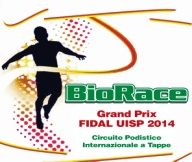 BioRace
Grand Prix
FIDAL UISP 2014
Circuito Podistico
Internazionale a Tappe